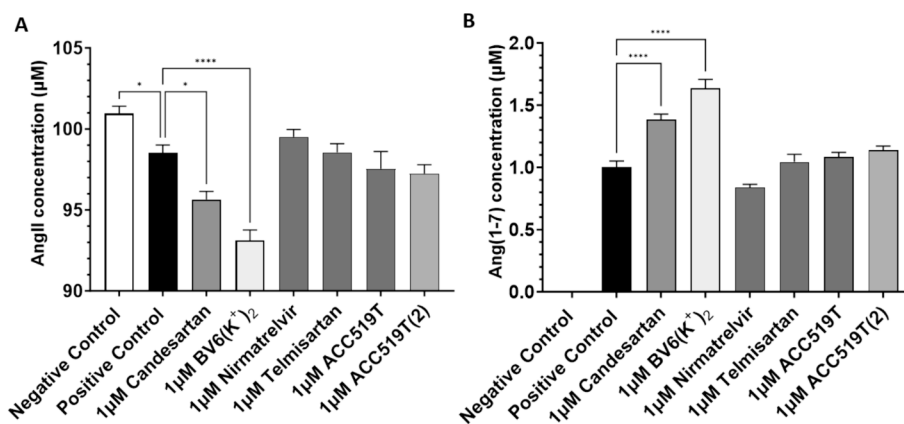 A
AngII concentration (µM)
105
100
95
90
*
*
****
Negative Control
Positive Control
1µM Candesartan
1µM BV6(K⁺)₂
1µM Nirmatrelvir
1µM Telmisartan
1µM ACC519T
1µM ACC519T(2)
B
Ang(1-7) concentration (µM)
2.0
1.5
1.0
0.5
0.0
****
****
Negative Control
Positive Control
1µM Candesartan
1µM BV6(K⁺)₂
1µM Nirmatrelvir
1µM Telmisartan
1µM ACC519T
1µM ACC519T(2)